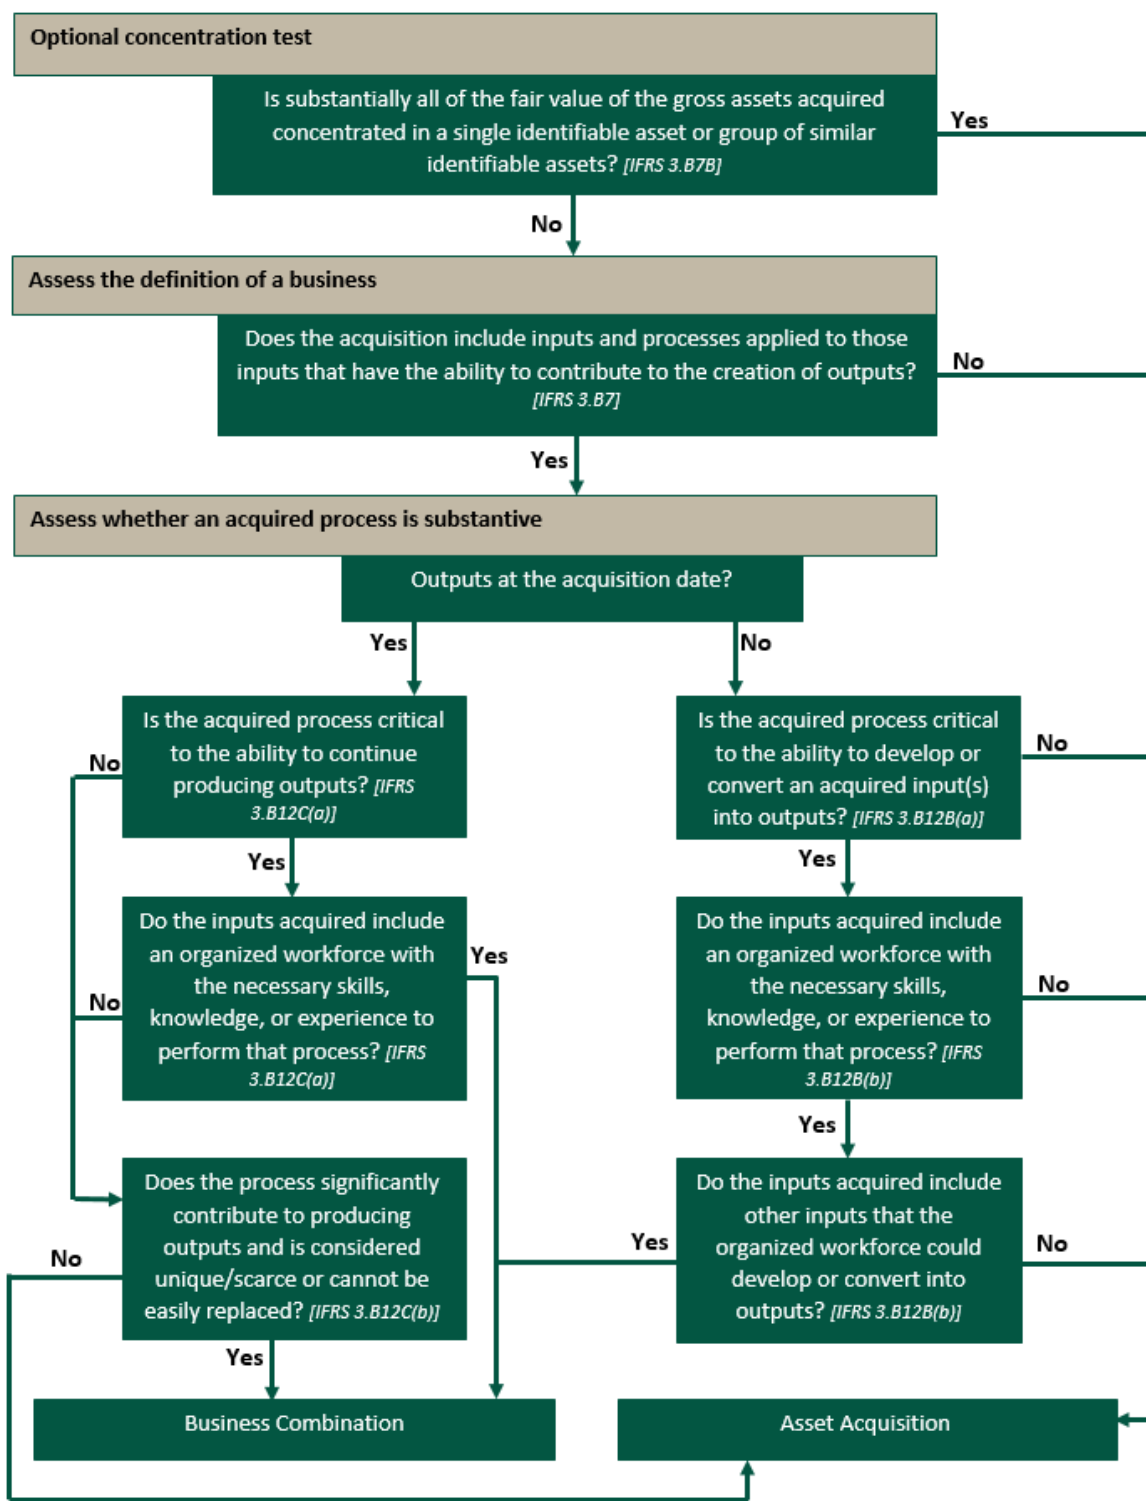 Optional concentration test
Is substantially all of the fair value of the gross assets acquired
concentrated in a single identifiable asset or group of similar
identifiable assets? [IFRS 3.B7B]
Yes
No
Assess the definition of a business
Does the acquisition include inputs and processes applied to those
inputs that have the ability to contribute to the creation of outputs?
[IFRS 3.B7]
No
Yes
Assess whether an acquired process is substantive
Outputs at the acquisition date?
Yes
No
Is the acquired process critical
to the ability to continue
producing outputs? [IFRS
3.B12C(a)]
No
Yes
Is the acquired process critical
to the ability to develop or
convert an acquired input(s)
into outputs? [IFRS 3.B12B(a)]
No
Yes
Do the inputs acquired include
an organized workforce with
the necessary skills,
knowledge, or experience to
perform that process? [IFRS
3.B12C(a)]
Yes
No
Do the inputs acquired include
an organized workforce with
the necessary skills,
knowledge, or experience to
perform that process? [IFRS
3.B12B(b)]
No
Yes
Does the process significantly
contribute to producing
outputs and is considered
unique/scarce or cannot be
easily replaced? [IFRS 3.B12C(b)]
No
Yes
Do the inputs acquired include
other inputs that the
organized workforce could
develop or convert into
outputs? [IFRS 3.B12B(b)]
Yes
No
Business Combination
Asset Acquisition